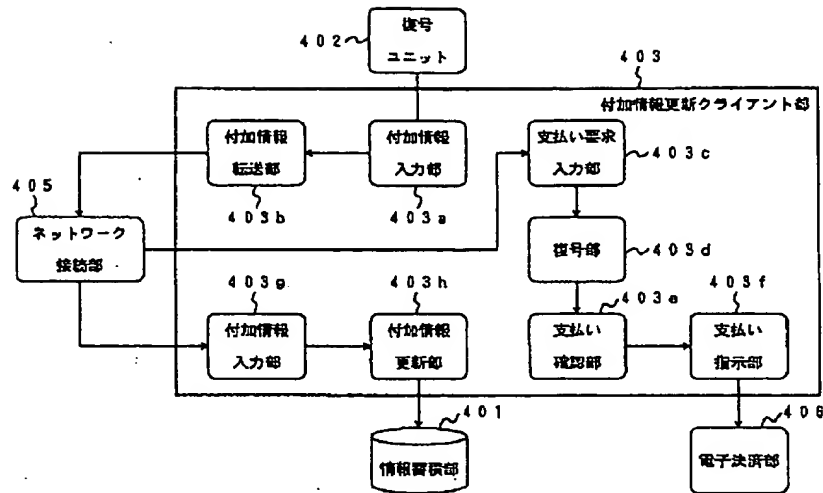 402
復号
ユニット
403
付加情報更新クライアント部
付加情報
転送部
403b
付加情報
入力部
403a
支払い要求
入力部
403c
405
ネットワーク
接続部
復号部
403d
403g
付加情報
入力部
403h
付加情報
更新部
403e
支払い
確認部
403f
支払い
指示部
401
情報蓄積部
406
電子決済部